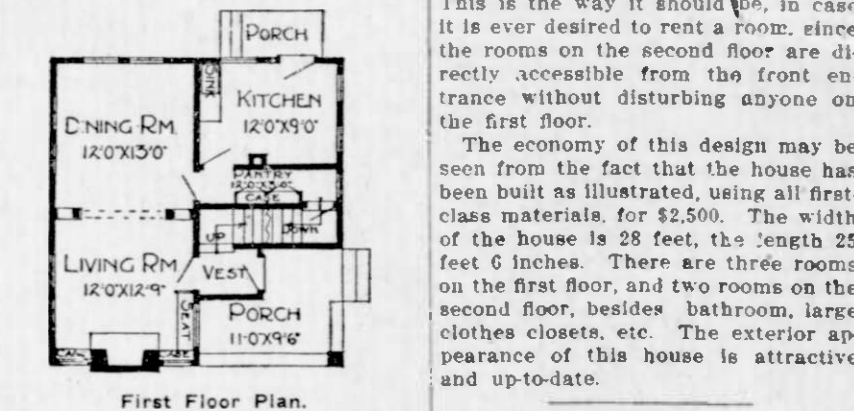 PORCH
SINK
KITCHEN
12'0"X9'0"
DINING RM.
12'0"X13'0"
PANTRY
12'0"X3'0"
CASE
UP
DOWN
LIVING RM.
12'0"X12'9"
VEST.
SEAT
PORCH
11'-0"X9'6"
CASE
CASE
First Floor Plan.
This is the way it should be, in case
it is ever desired to rent a room, since
the rooms on the second floor are di-
rectly accessible from the front en-
trance without disturbing anyone on
the first floor.
The economy of this design may be
seen from the fact that the house has
been built as illustrated, using all first-
class materials, for $2,500. The width
of the house is 28 feet, the length 25
feet 6 inches. There are three rooms
on the first floor, and two rooms on the
second floor, besides bathroom, large
clothes closets, etc. The exterior ap-
pearance of this house is attractive
and up-to-date.